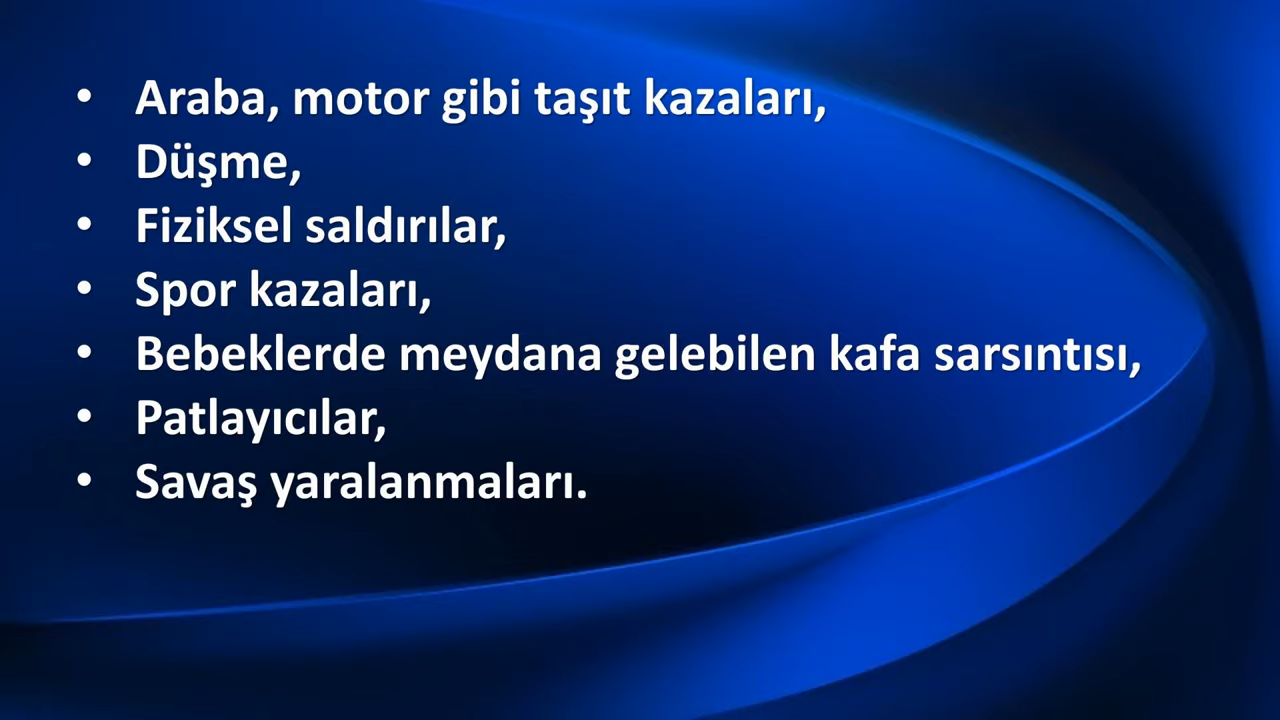 • Araba, motor gibi taşıt kazaları,
• Düşme,
• Fiziksel saldırılar,
• Spor kazaları,
• Bebeklerde meydana gelebilen kafa sarsıntısı,
• Patlayıcılar,
• Savaş yaralanmaları.